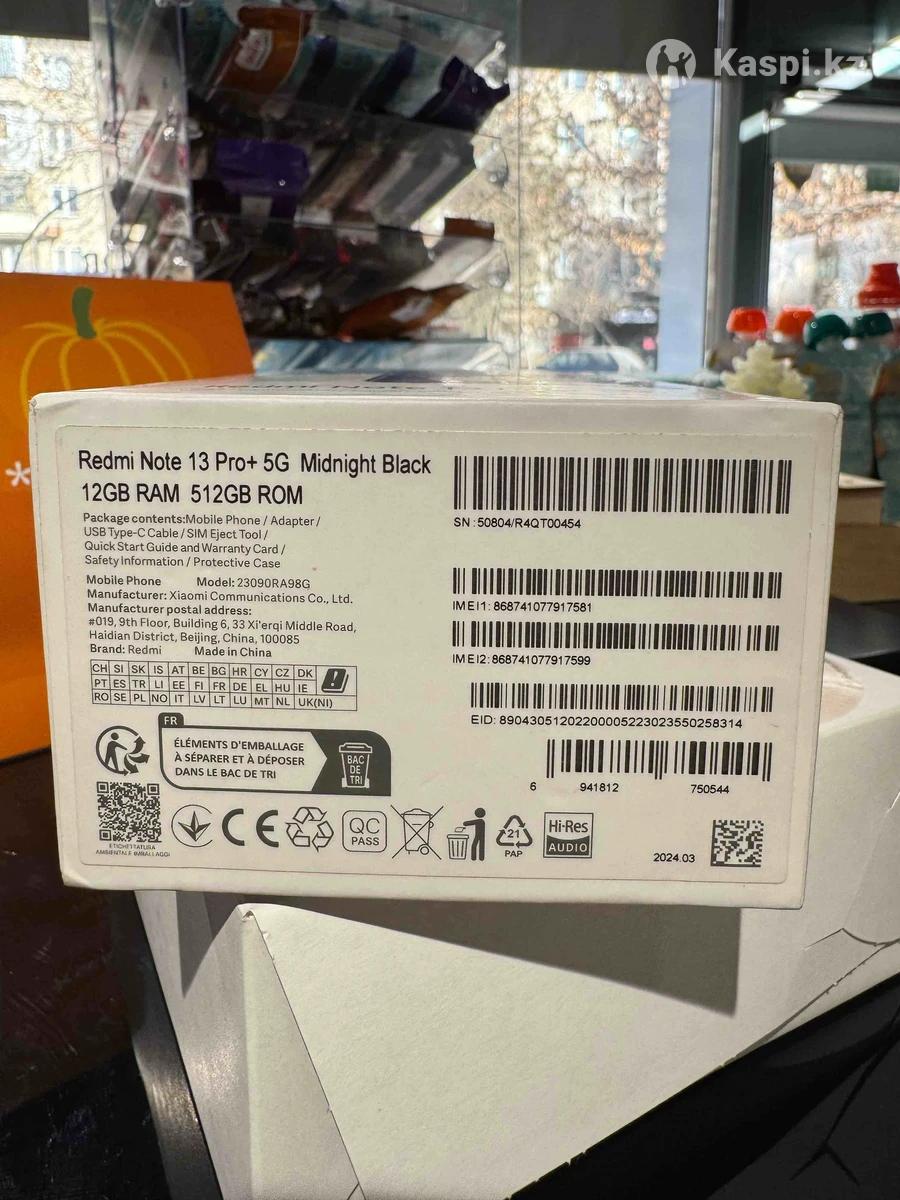 Kaspi.kz
Redmi Note 13 Pro+ 5G Midnight Black
12GB RAM 512GB ROM
Package contents:Mobile Phone / Adapter /
USB Type-C Cable / SIM Eject Tool /
Quick Start Guide and Warranty Card /
Safety Information / Protective Case
Mobile Phone Model: 23090RA98G
Manufacturer: Xiaomi Communications Co., Ltd.
Manufacturer postal address:
#019, 9th Floor, Building 6, 33 Xi'erqi Middle Road,
Haidian District, Beijing, China, 100085
Brand: Redmi Made in China
CH SI SK IS AT BE BG HR CY CZ DK
PT ES TR LI EE FI FR DE EL HU IE
RO SE PL NO IT LV LT LU MT NL UK(NI)
FR
ÉLÉMENTS D'EMBALLAGE
À SÉPARER ET À DÉPOSER
DANS LE BAC DE TRI
BAC
DE
TRI
ETICHETTATURA
AMBIENTALE IMBALLAGGI
CE
QC
PASS
21
PAP
Hi-Res
AUDIO
SN: 50804/R4QT00454
IMEI1: 868741077917581
IMEI2: 868741077917599
EID: 89043051202200005223023550258314
6 941812 750544
2024.03